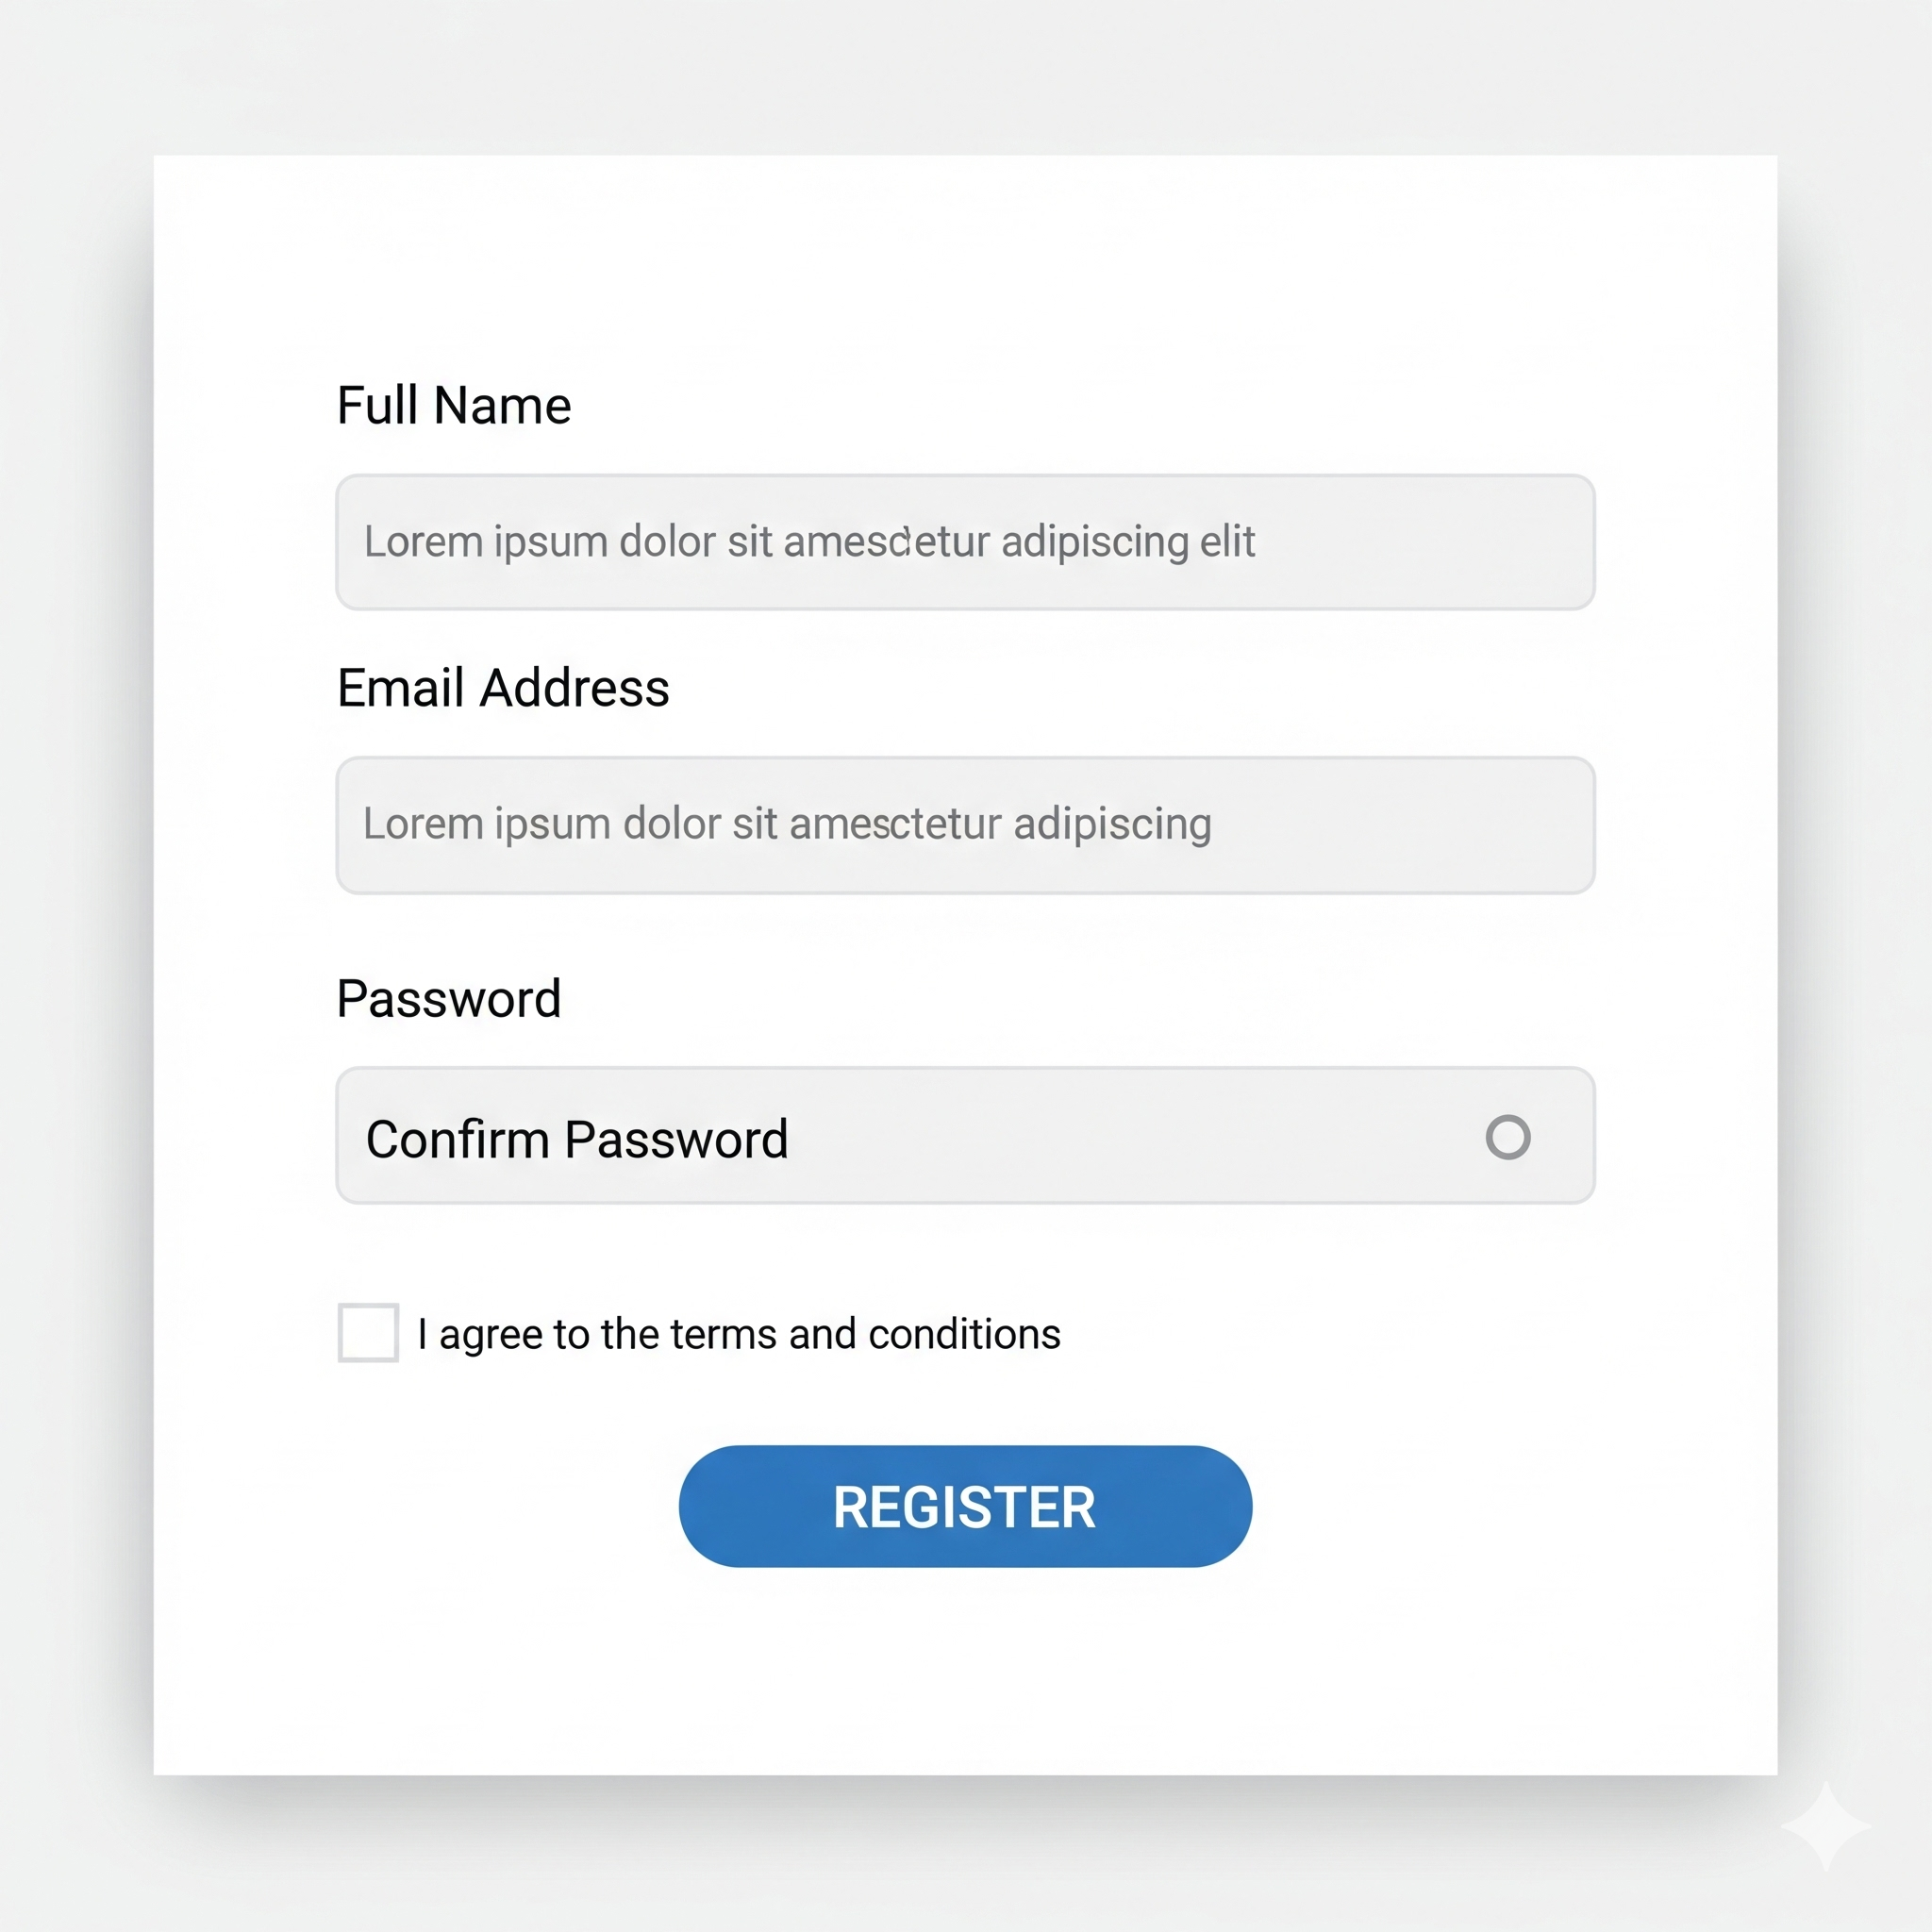 Full Name
Lorem ipsum dolor sit adipiscing elit
Email Address
Lorem ipsum dolor sit amesctetur adipiscing
Password
Confirm Password
I agree to the terms and conditions
REGISTER